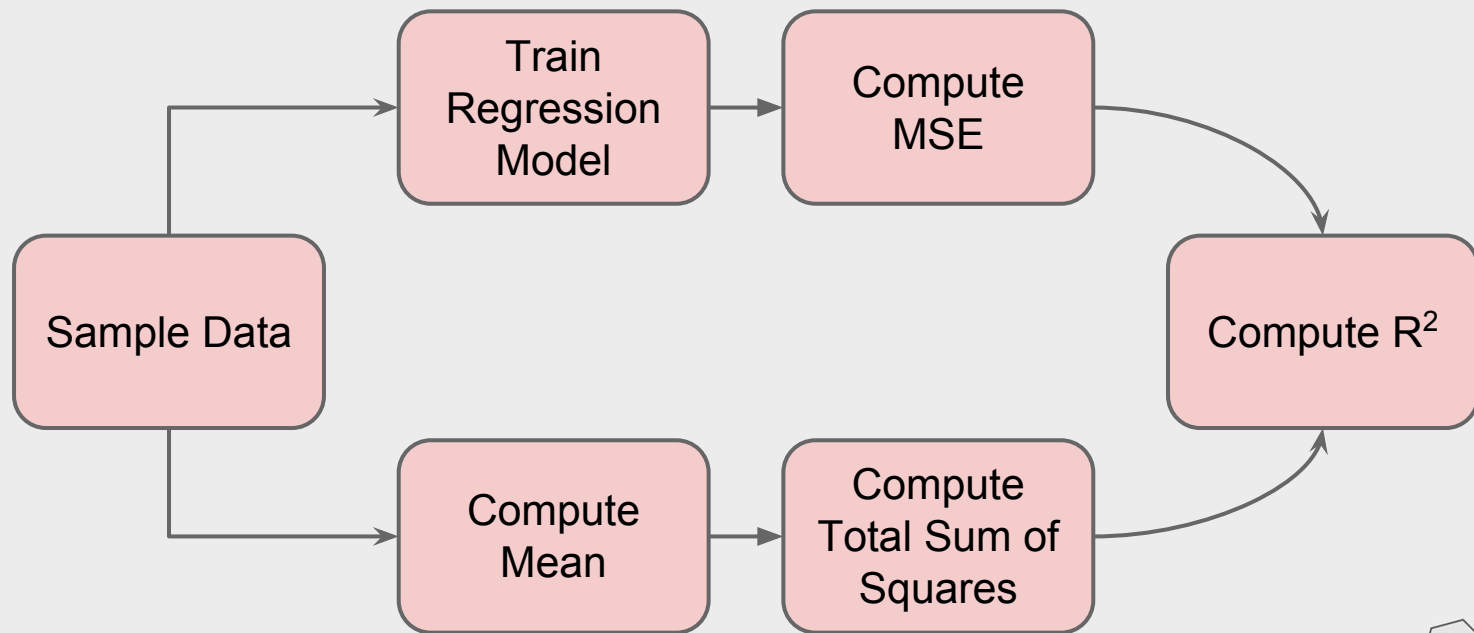 Train
Regression
Model
Compute
MSE
Sample Data
Compute R²
Compute
Mean
Compute
Total Sum of
Squares